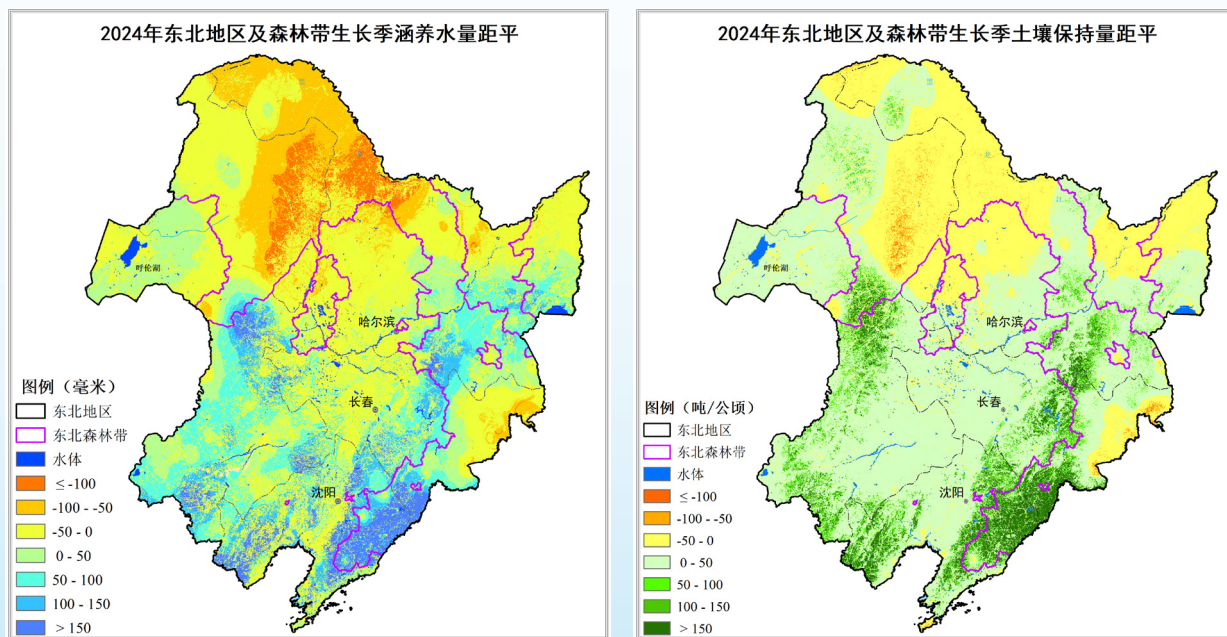 2024年东北地区及森林带生长季涵养水量距平
呼伦湖
哈尔滨
长春
沈阳
图例（毫米）
东北地区
东北森林带
水体
≤ -100
-100 - -50
-50 - 0
0 - 50
50 - 100
100 - 150
> 150
2024年东北地区及森林带生长季土壤保持量距平
呼伦湖
哈尔滨
长春
沈阳
图例（吨/公顷）
东北地区
东北森林带
水体
≤ -100
-100 - -50
-50 - 0
0 - 50
50 - 100
100 - 150
> 150